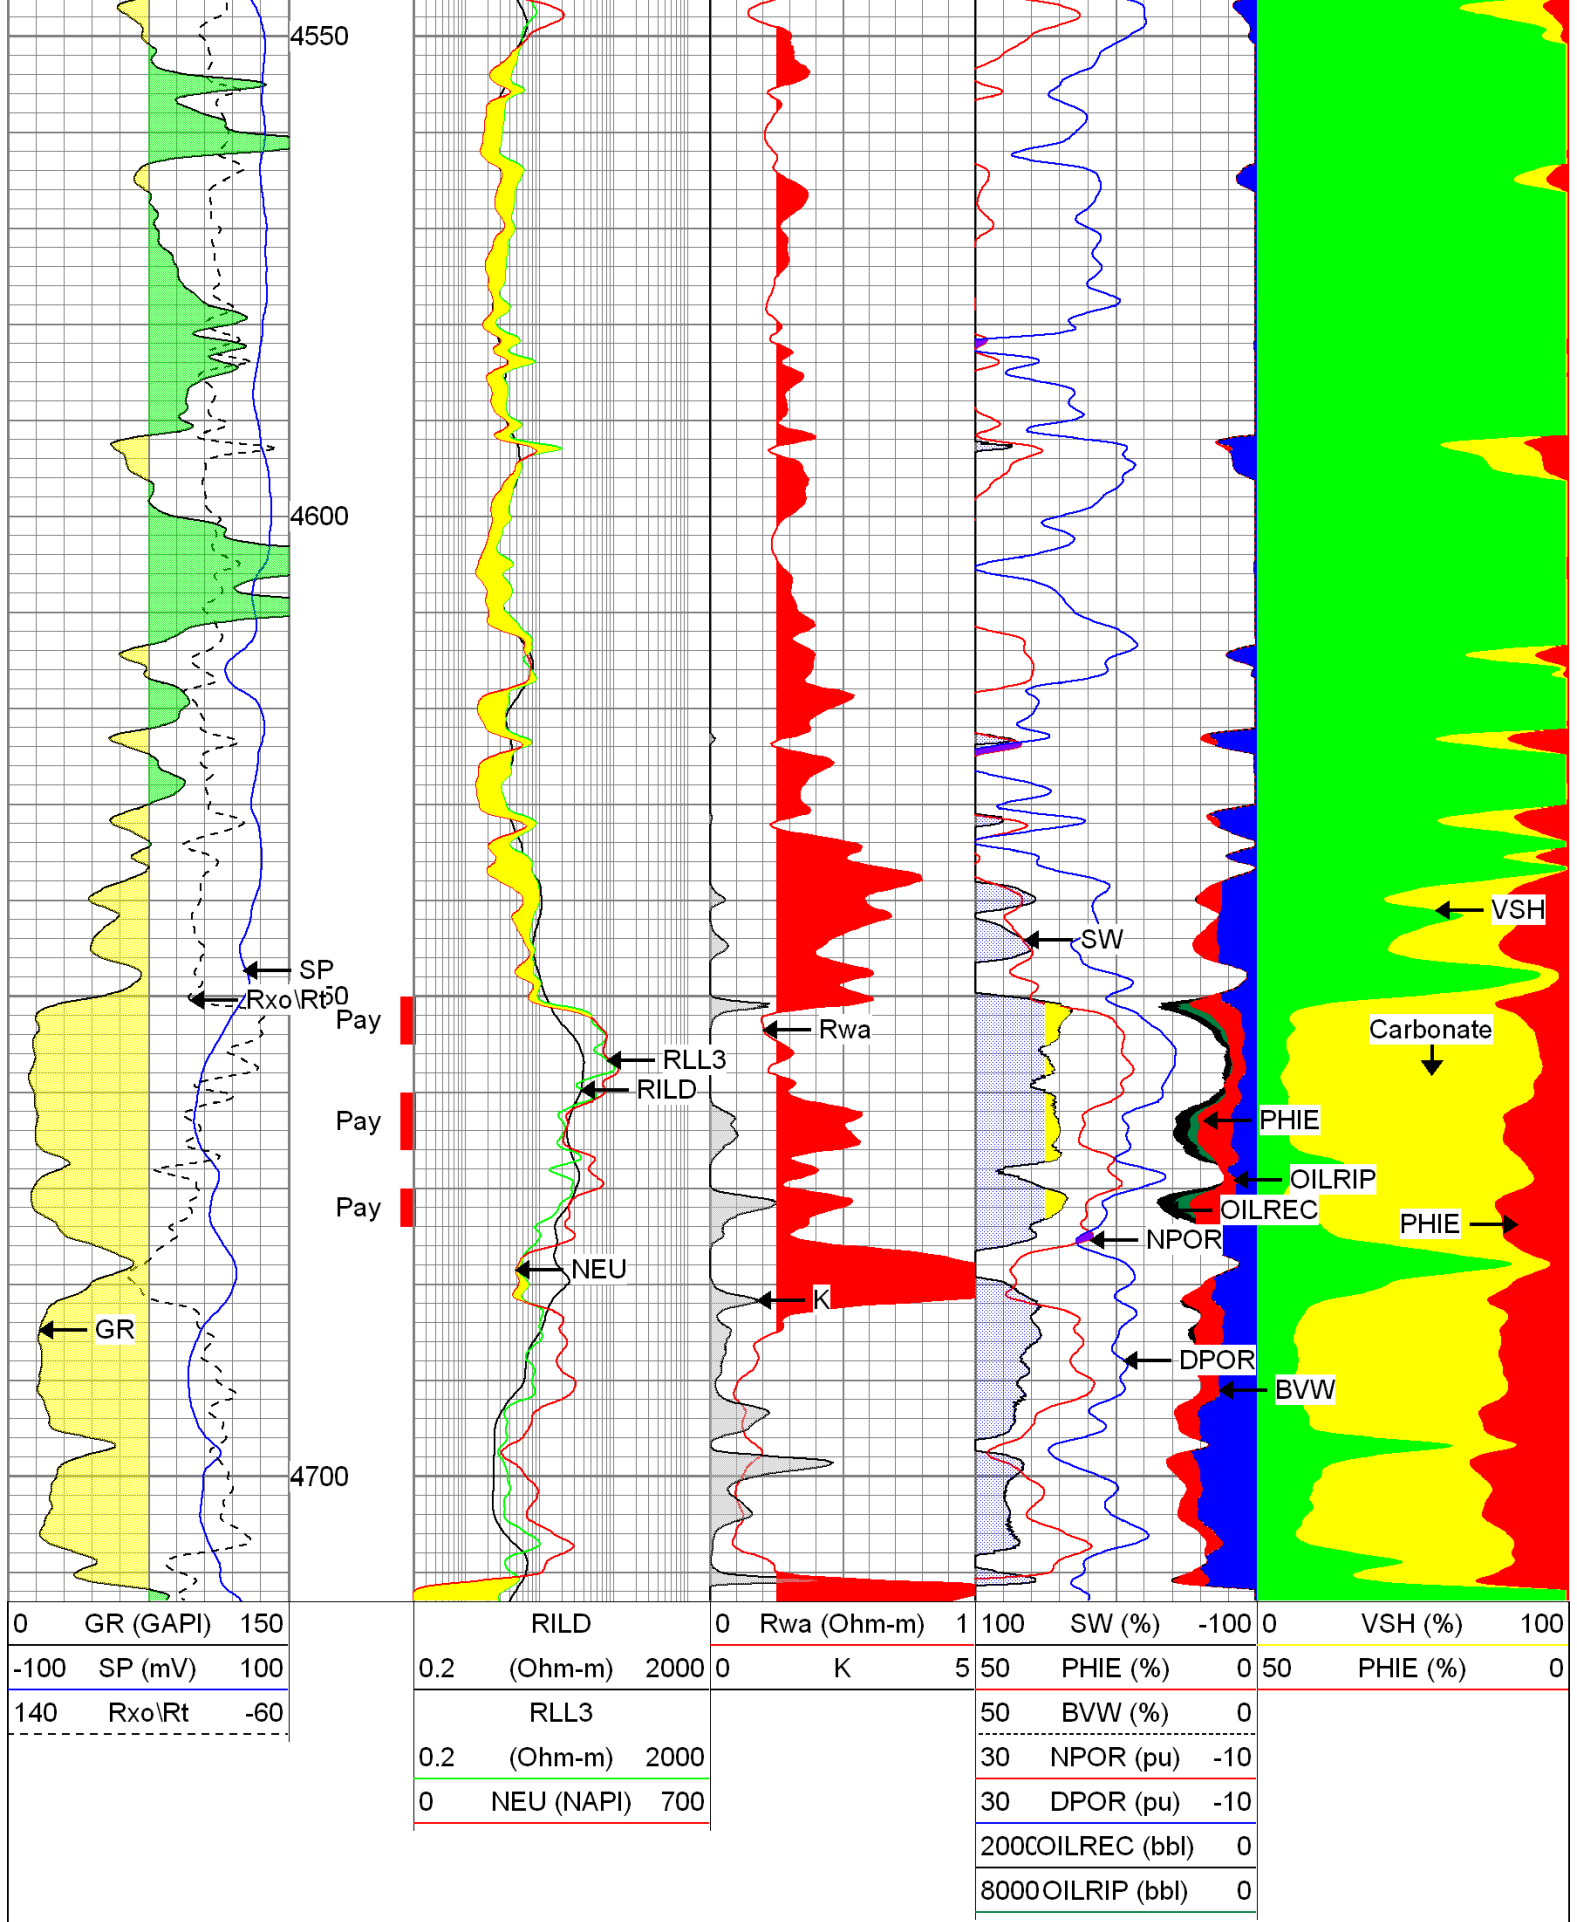 4550
4600
VSH
SW
SP
Rxo\Rt
50
Pay
Rwa
Carbonate
RLL3
RILD
Pay
PHIE
OILRIP
Pay
OILREC
PHIE
NPOR
NEU
K
GR
DPOR
BVW
4700
0 GR (GAPI) 150
-100 SP (mV) 100
140 Rxo\Rt -60
RILD
0.2 (Ohm-m) 2000
RLL3
0.2 (Ohm-m) 2000
0 NEU (NAPI) 700
0 Rwa (Ohm-m) 1
0 K 5
100 SW (%) -100
50 PHIE (%) 0
50 BVW (%) 0
30 NPOR (pu) -10
30 DPOR (pu) -10
2000OILREC (bbl) 0
8000OILRIP (bbl) 0
0 VSH (%) 100
50 PHIE (%) 0